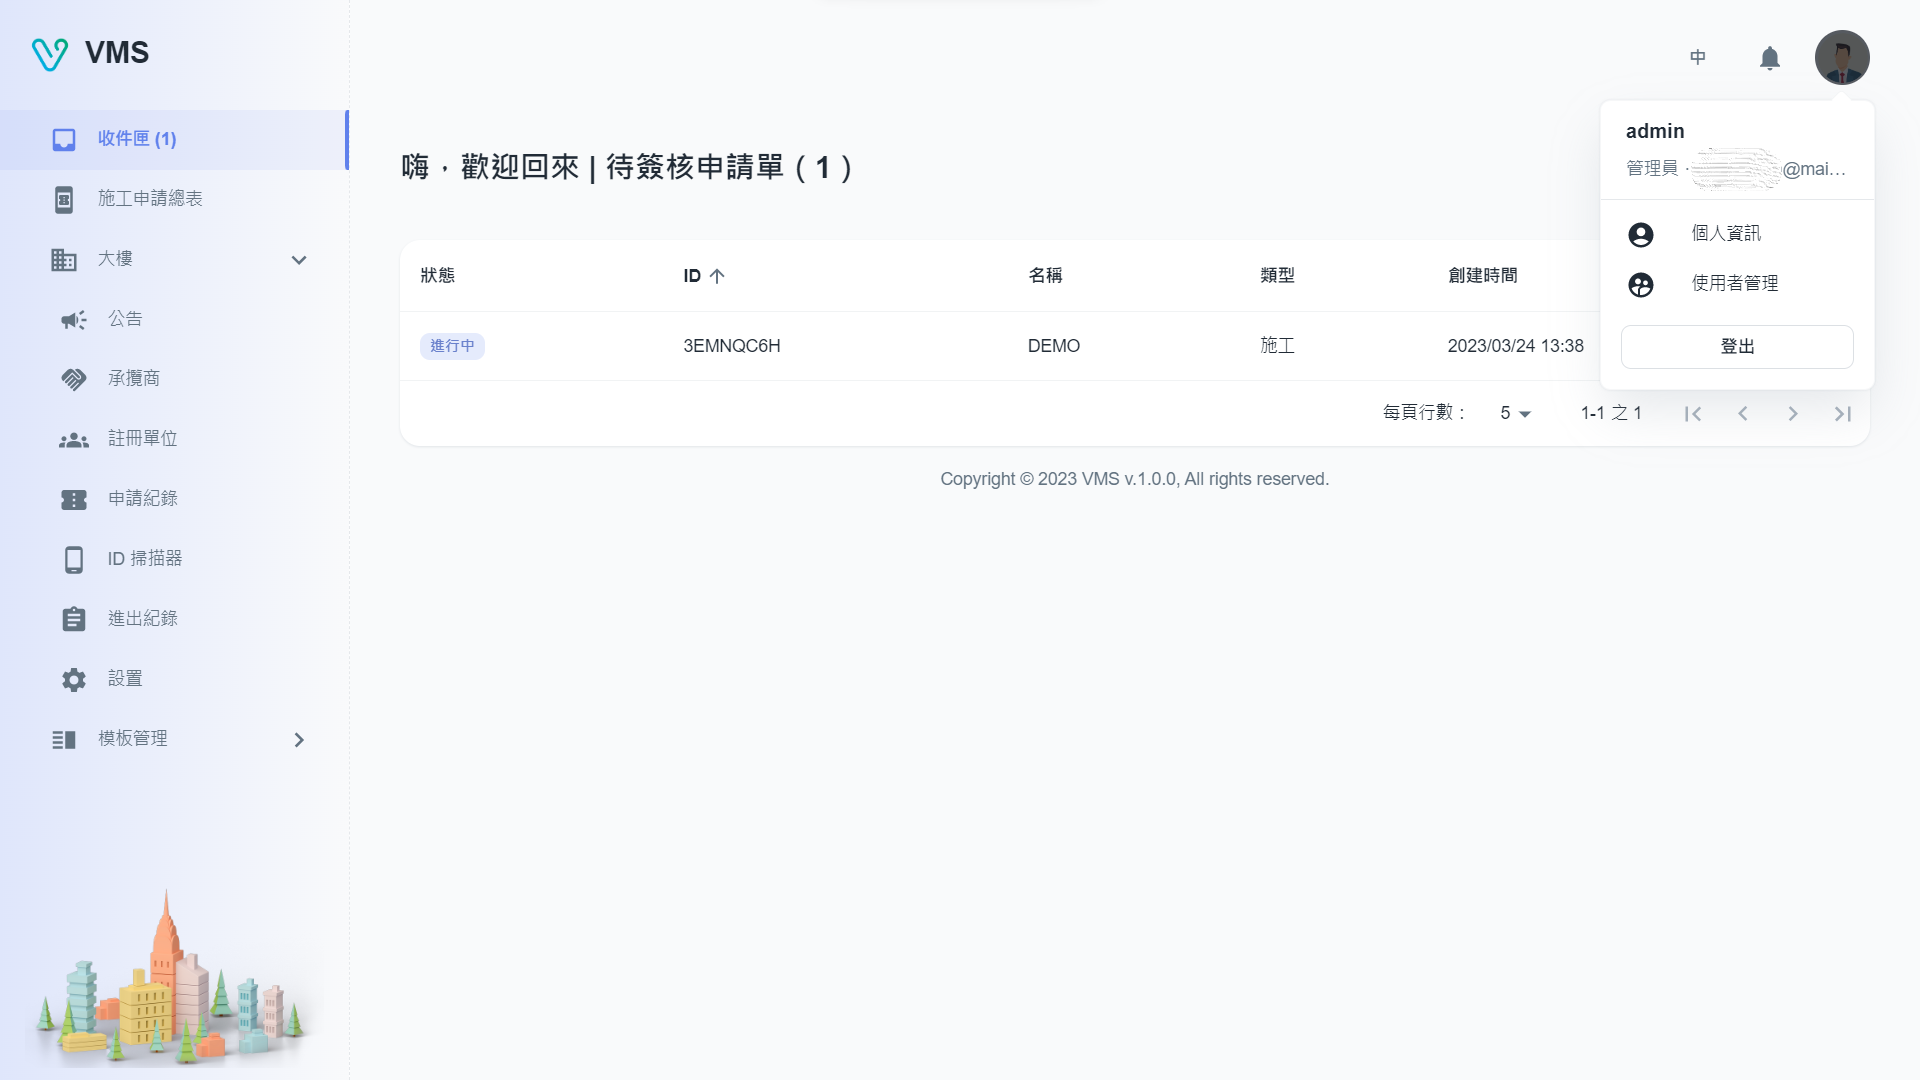 VMS
收件匣 (1)
施工申請總表
大樓
公告
承攬商
註冊單位
申請紀錄
ID 掃描器
進出紀錄
設置
模板管理
中
嗨，歡迎回來 | 待簽核申請單 ( 1 )
admin
管理員 · @mai...
個人資訊
使用者管理
登出
狀態 ID 名稱 類型 創建時間
進行中 3EMNQC6H DEMO 施工 2023/03/24 13:38
每頁行數： 5 1-1 之 1
Copyright © 2023 VMS v.1.0.0, All rights reserved.